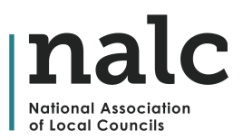 nalc
National Association
of Local Councils